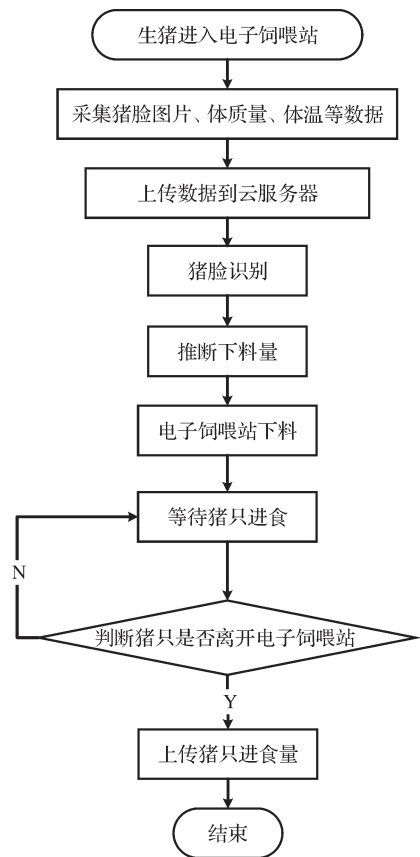 生猪进入电子饲喂站
采集猪脸图片、体质量、体温等数据
上传数据到云服务器
猪脸识别
推断下料量
电子饲喂站下料
等待猪只进食
N
判断猪只是否离开电子饲喂站
Y
上传猪只进食量
结束